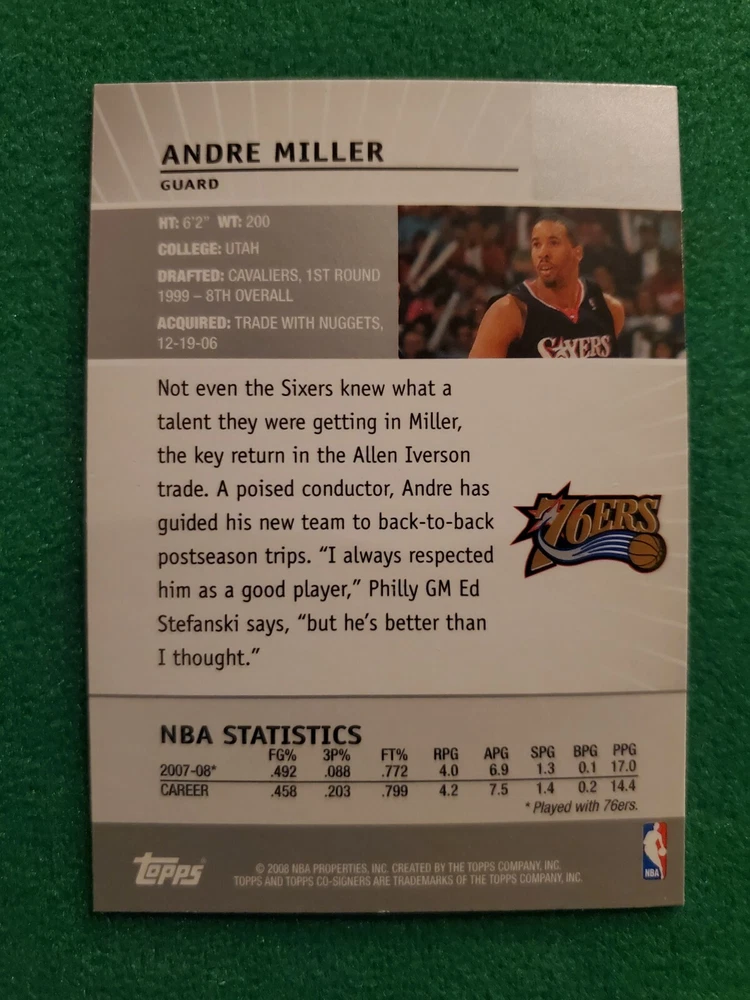 ANDRE MILLER
GUARD
HT: 6'2" WT: 200
COLLEGE: UTAH
DRAFTED: CAVALIERS, 1ST ROUND
1999 – 8TH OVERALL
ACQUIRED: TRADE WITH NUGGETS,
12-19-06
SIXERS
Not even the Sixers knew what a
talent they were getting in Miller,
the key return in the Allen Iverson
trade. A poised conductor, Andre has
guided his new team to back-to-back
postseason trips. “I always respected
him as a good player,” Philly GM Ed
Stefanski says, “but he’s better than
I thought.”
76ERS
NBA STATISTICS
FG% 3P% FT% RPG APG SPG BPG PPG
2007-08* .492 .088 .772 4.0 6.9 1.3 0.1 17.0
CAREER .458 .203 .799 4.2 7.5 1.4 0.2 14.4
* Played with 76ers.
Topps
© 2008 NBA PROPERTIES, INC. CREATED BY THE TOPPS COMPANY, INC.
TOPPS AND TOPPS CO-SIGNERS ARE TRADEMARKS OF THE TOPPS COMPANY, INC.
NBA